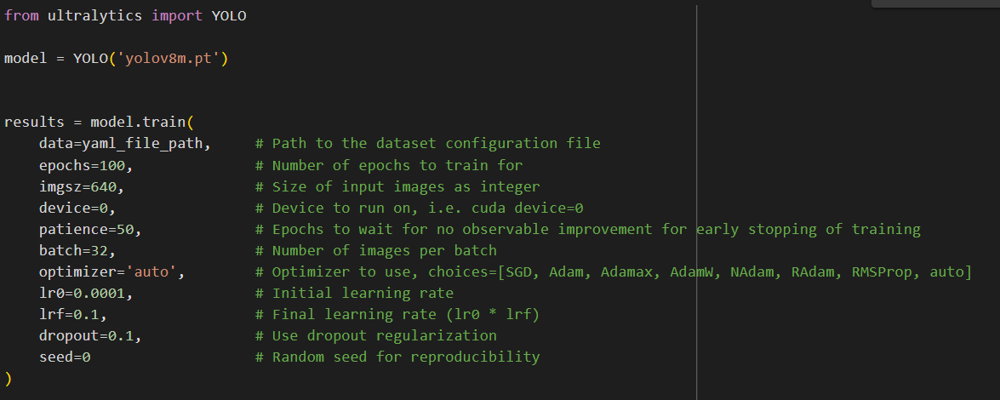 from ultralytics import YOLO
model = YOLO('yolov8m.pt')
results = model.train(
    data=yaml_file_path,     # Path to the dataset configuration file
    epochs=100,              # Number of epochs to train for
    imgsz=640,               # Size of input images as integer
    device=0,                # Device to run on, i.e. cuda device=0
    patience=50,             # Epochs to wait for no observable improvement for early stopping of training
    batch=32,                # Number of images per batch
    optimizer='auto',        # Optimizer to use, choices=[SGD, Adam, Adamax, AdamW, NAdam, RAdam, RMSProp, auto]
    lr0=0.0001,              # Initial learning rate
    lrf=0.1,                 # Final learning rate (lr0 * lrf)
    dropout=0.1,             # Use dropout regularization
    seed=0                   # Random seed for reproducibility
)